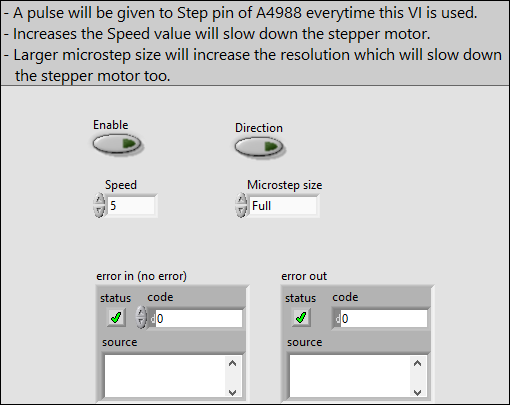 - A pulse will be given to Step pin of A4988 everytime this VI is used.
- Increases the Speed value will slow down the stepper motor.
- Larger microstep size will increase the resolution which will slow down
the stepper motor too.
Enable
Direction
Speed
Microstep size
5
Full
error in (no error)
error out
status
code
status
code
d0
d0
source
source